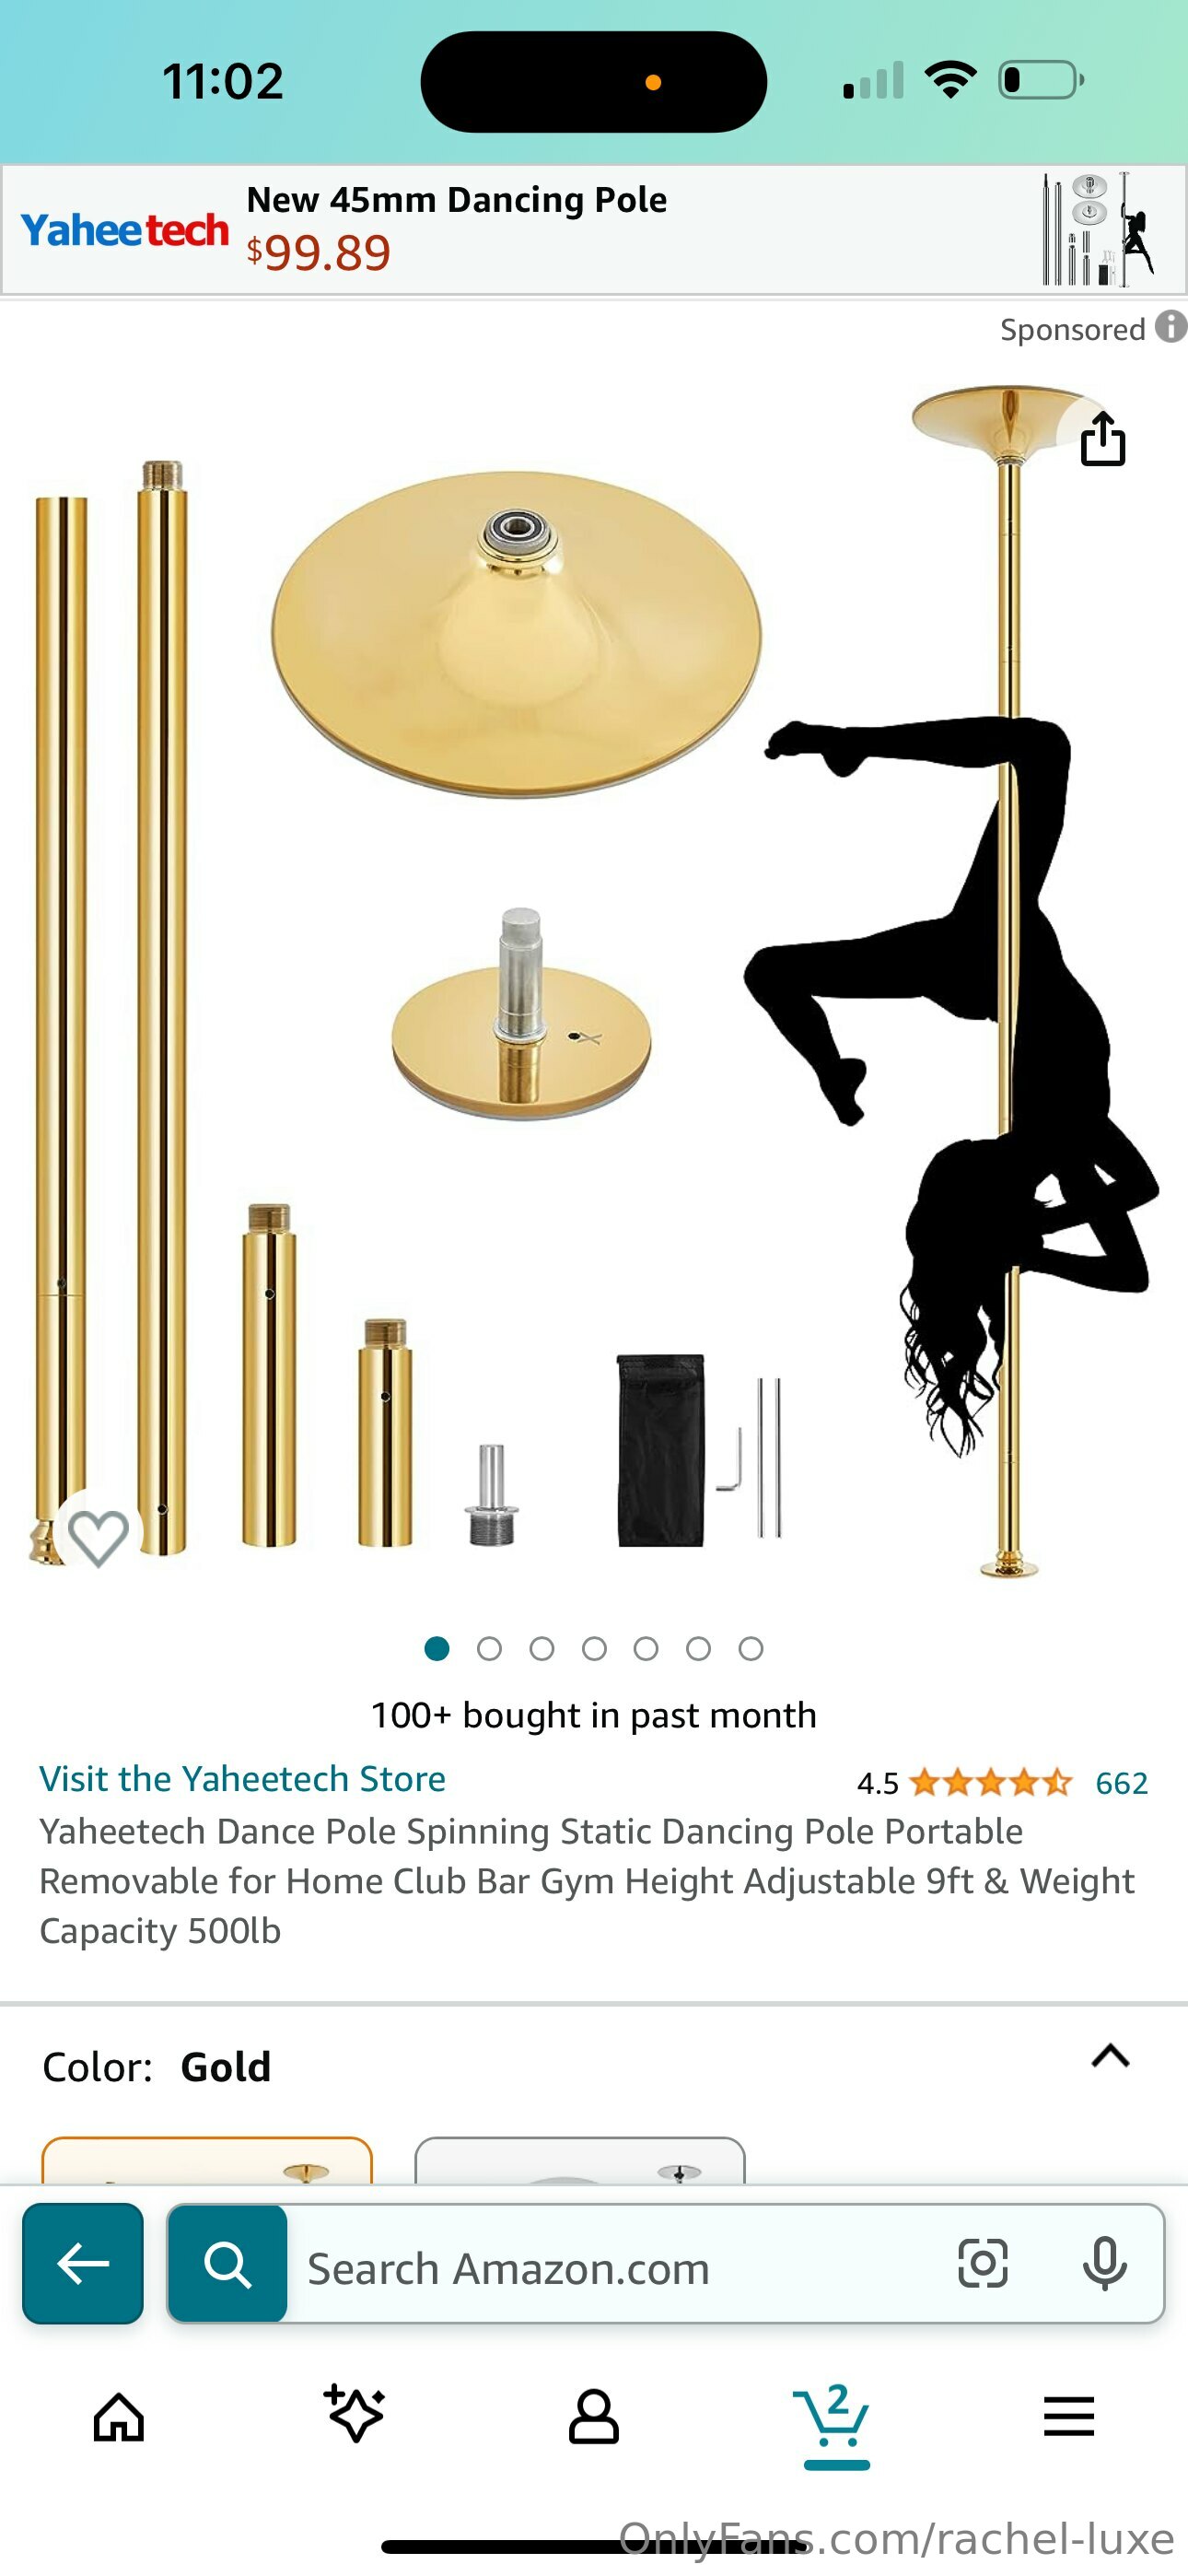 11:02
Yaheetech
New 45mm Dancing Pole
$99.89
Sponsored
100+ bought in past month
Visit the Yaheetech Store
4.5
662
Yaheetech Dance Pole Spinning Static Dancing Pole Portable
Removable for Home Club Bar Gym Height Adjustable 9ft & Weight
Capacity 500lb
Color: Gold
Search Amazon.com
2
OnlyFans.com/rachel-luxe